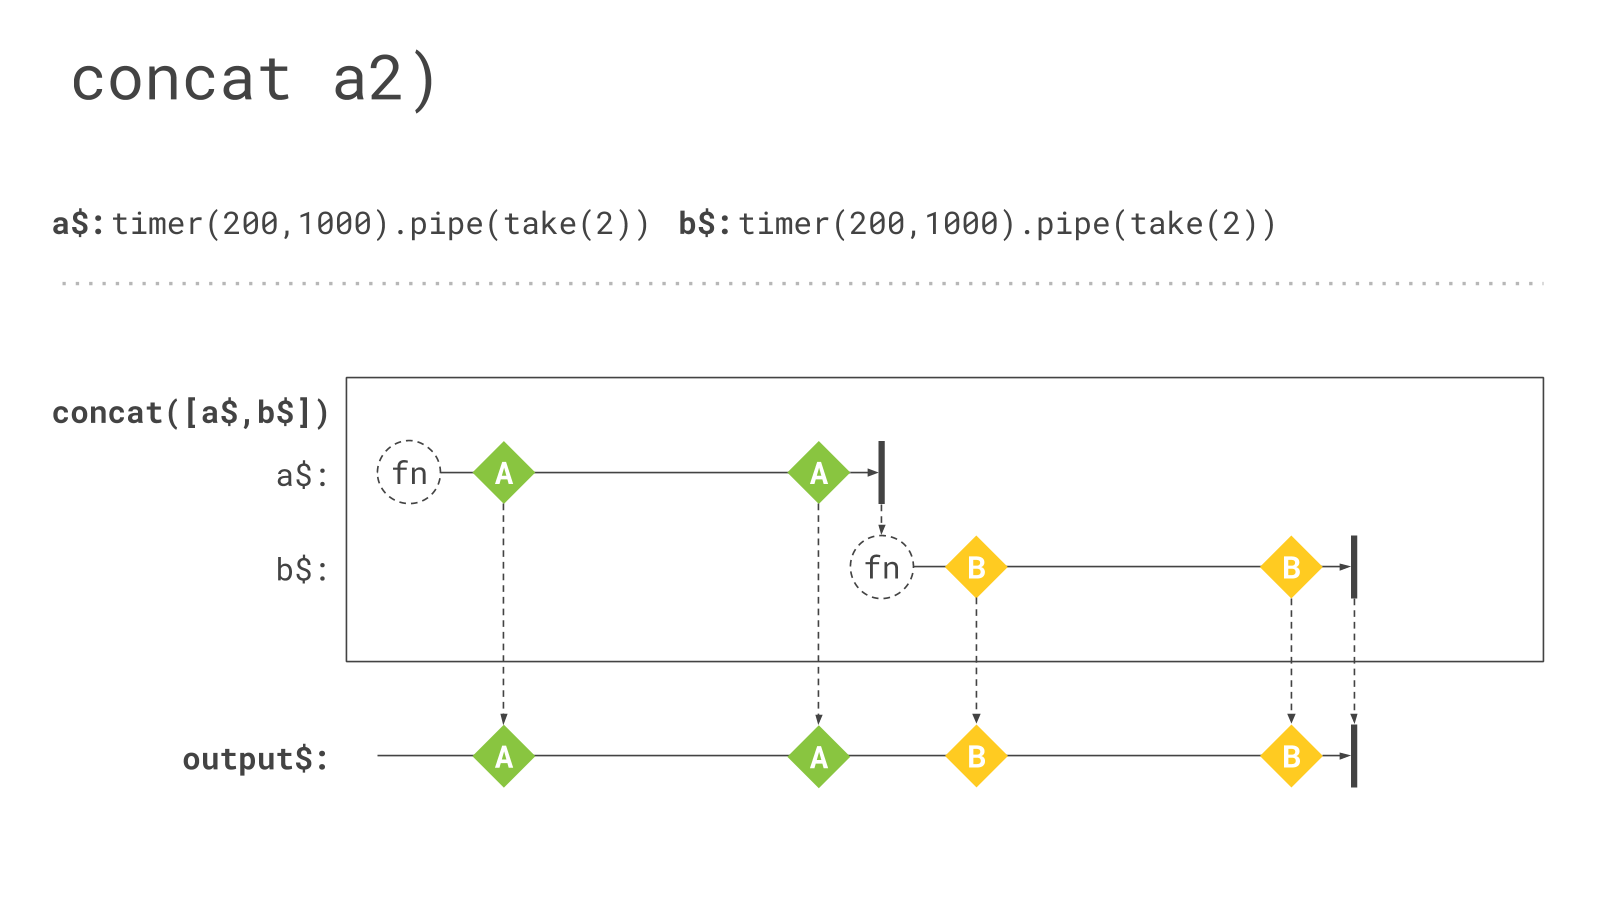 concat a2)
a$: timer(200,1000).pipe(take(2)) b$: timer(200,1000).pipe(take(2))
concat([a$,b$])
a$: fn A A
b$: fn B B
output$: A A B B